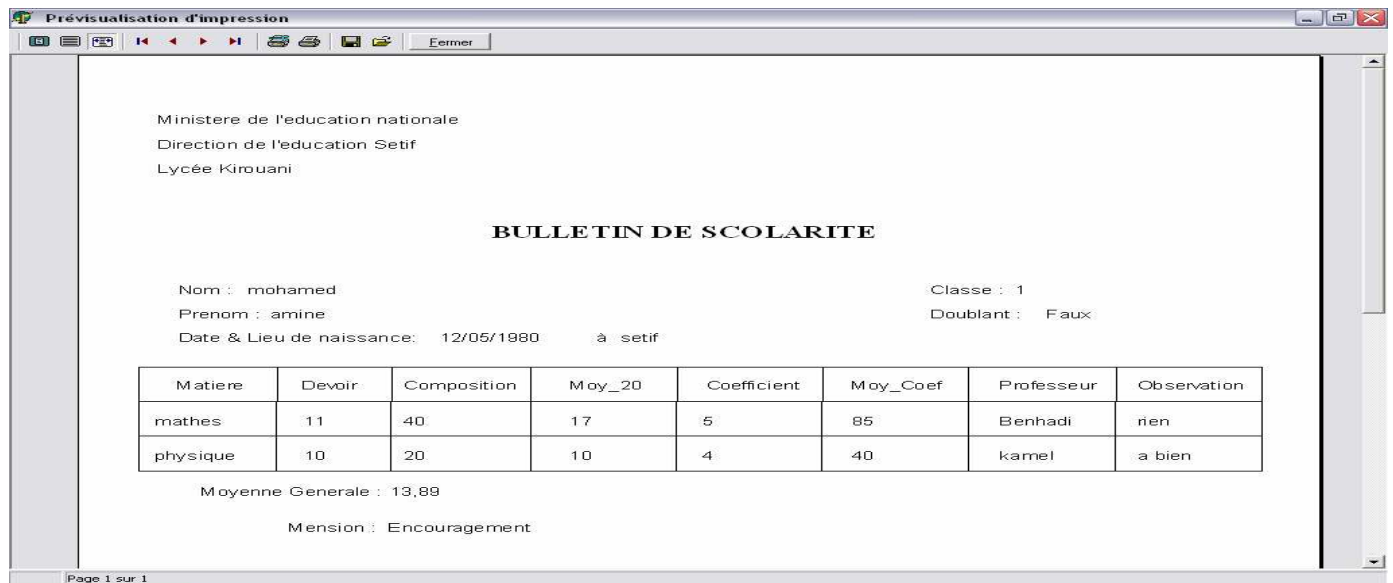 Prévisualisation d'impression
Fermer
Ministere de l'education nationale
Direction de l'education Setif
Lycée Kirouani
BULLETIN DE SCOLARITE
Nom : mohamed Classe : 1
Prenom : amine Doublant : Faux
Date & Lieu de naissance: 12/05/1980 à setif
Matiere Devoir Composition Moy_20 Coefficient Moy_Coef Professeur Observation
mathes 11 40 17 5 85 Benhadi rien
physique 10 20 10 4 40 kamel a bien
Moyenne Generale : 13,89
Mension : Encouragement
Page 1 sur 1